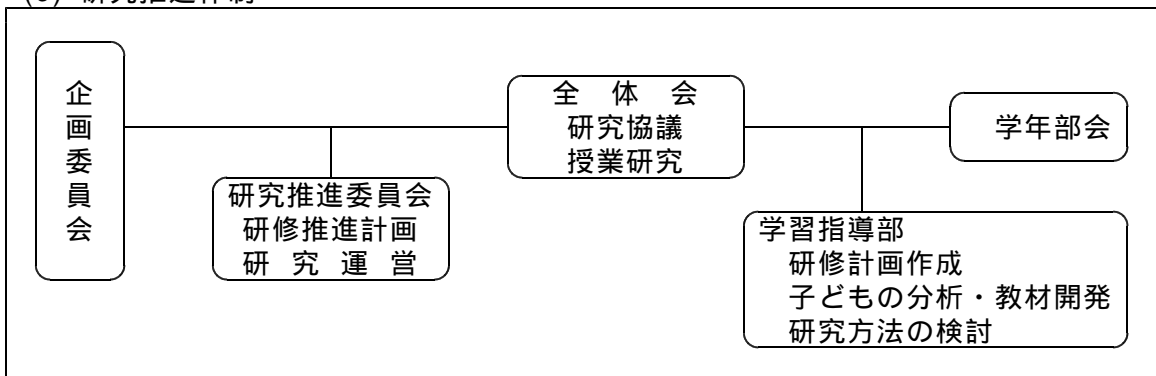 企画委員会
全　体　会
研究協議
授業研究
学年部会
研究推進委員会
研修推進計画
研　究　運　営
学習指導部
研修計画作成
子どもの分析・教材開発
研究方法の検討